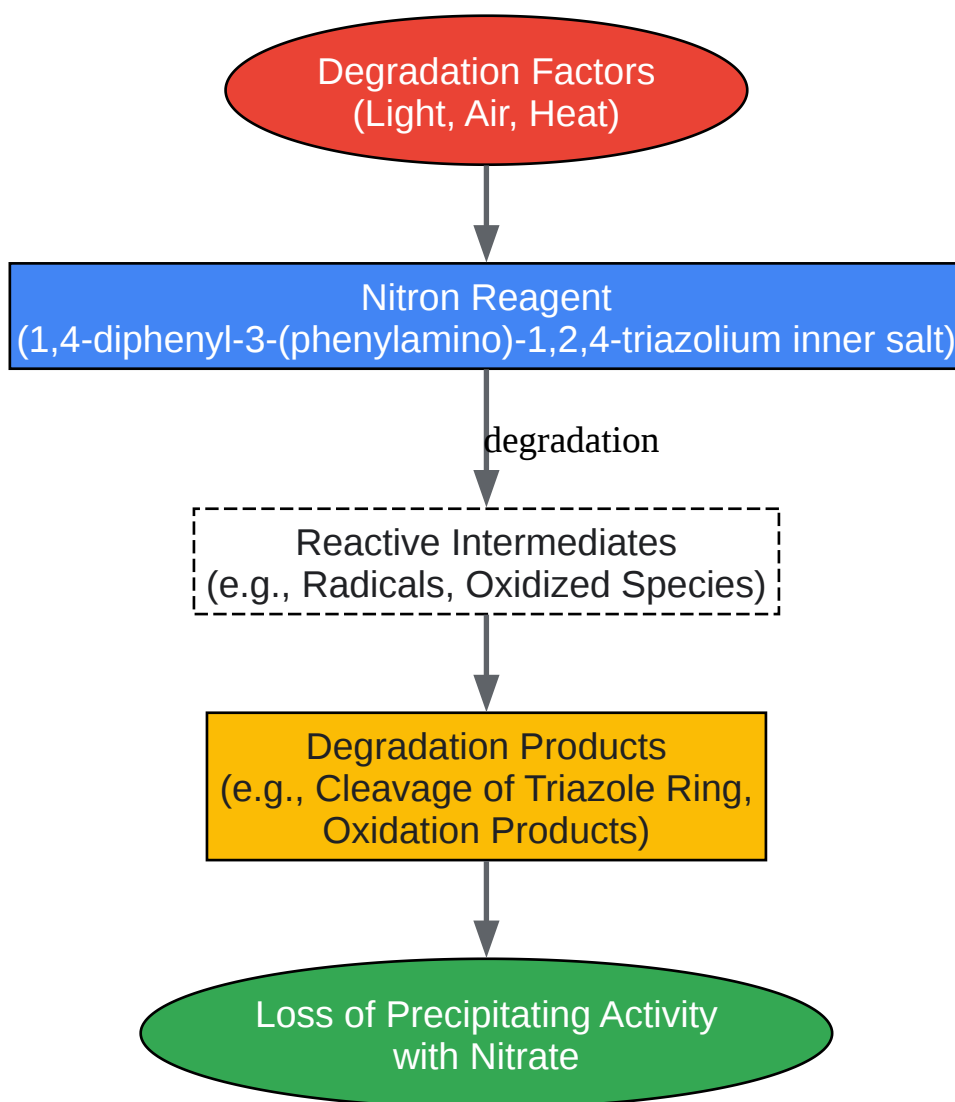 Degradation Factors
(Light, Air, Heat)
Nitron Reagent
(1,4-diphenyl-3-(phenylamino)-1,2,4-triazolium inner salt)
degradation
Reactive Intermediates
(e.g., Radicals, Oxidized Species)
Degradation Products
(e.g., Cleavage of Triazole Ring,
Oxidation Products)
Loss of Precipitating Activity
with Nitrate